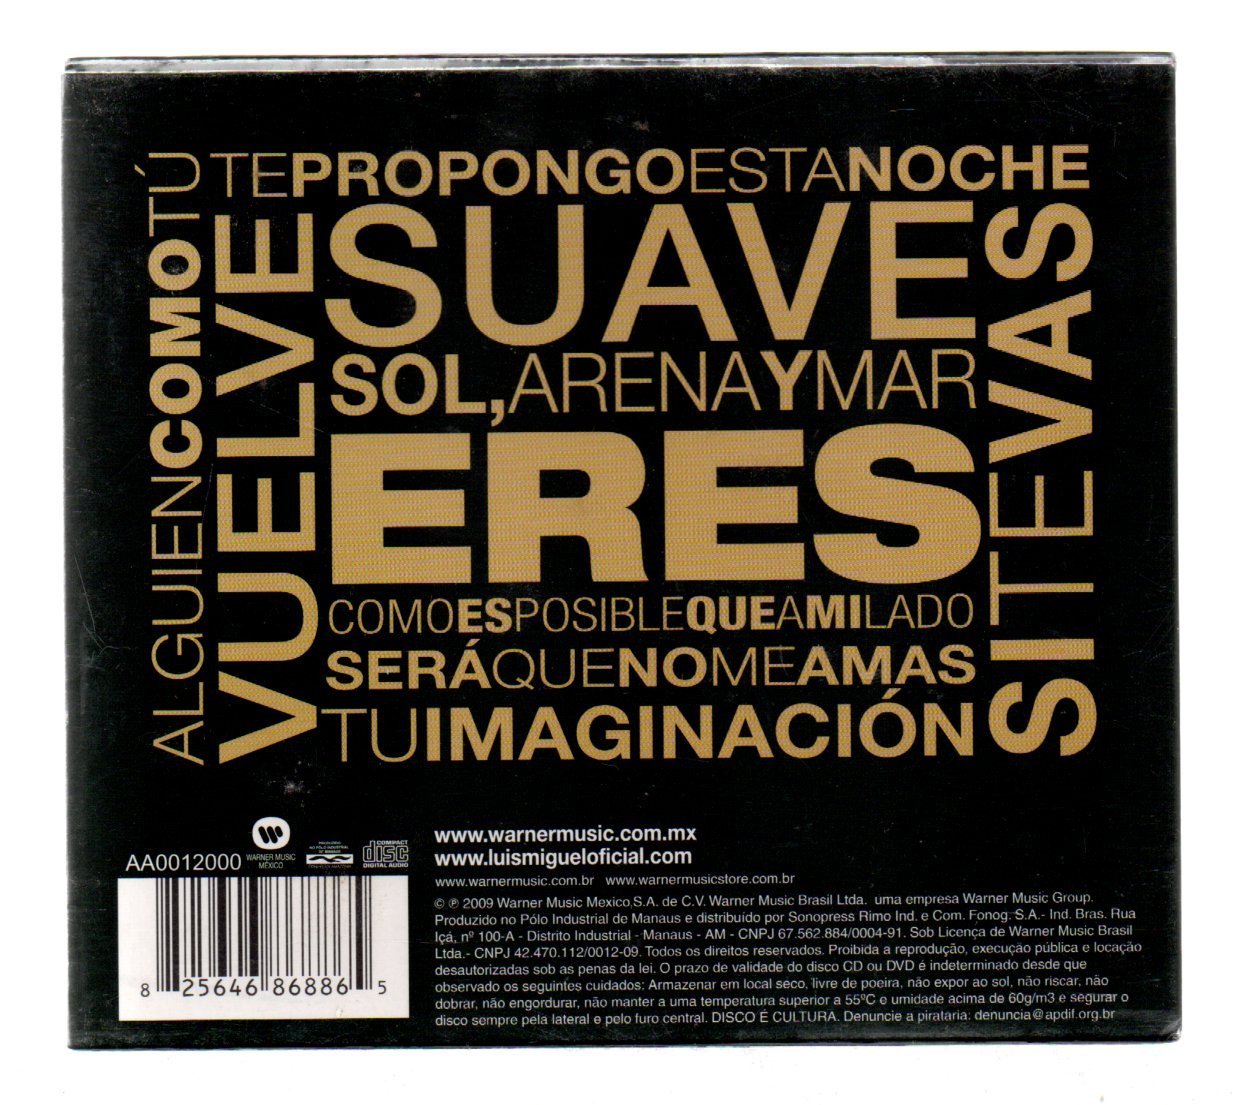 ALGUIENCOMOTÚ
VUELVE
TEPROPONGOESTANOCHE
SUAVE
SOL,ARENAYMAR
ERES
COMOESPOSIBLEQUEAMILADO
SERÁQUENOMEAMAS
TUIMAGINACIÓN
SITEVAS
AA0012000
WARNER MUSIC
MÉXICO
PRODUZIDO
NO PÓLO INDUSTRIAL
DE MANAUS
COMPACT
disc
DIGITAL AUDIO
8 25646 86886 5
www.warnermusic.com.mx
www.luismigueloficial.com
www.warnermusic.com.br www.warnermusicstore.com.br
© ℗ 2009 Warner Music Mexico,S.A. de C.V. Warner Music Brasil Ltda. uma empresa Warner Music Group.
Produzido no Pólo Industrial de Manaus e distribuído por Sonopress Rimo Ind. e Com. Fonog. S.A.- Ind. Bras. Rua
Içá, nº 100-A - Distrito Industrial - Manaus - AM - CNPJ 67.562.884/0004-91. Sob Licença de Warner Music Brasil
Ltda.- CNPJ 42.470.112/0012-09. Todos os direitos reservados. Proibida a reprodução, execução pública e locação
desautorizadas sob as penas da lei. O prazo de validade do disco CD ou DVD é indeterminado desde que
observado os seguintes cuidados: Armazenar em local seco, livre de poeira, não expor ao sol, não riscar, não
dobrar, não engordurar, não manter a uma temperatura superior a 55ºC e umidade acima de 60g/m3 e segurar o
disco sempre pela lateral e pelo furo central. DISCO É CULTURA. Denuncie a pirataria: denuncia@apdif.org.br